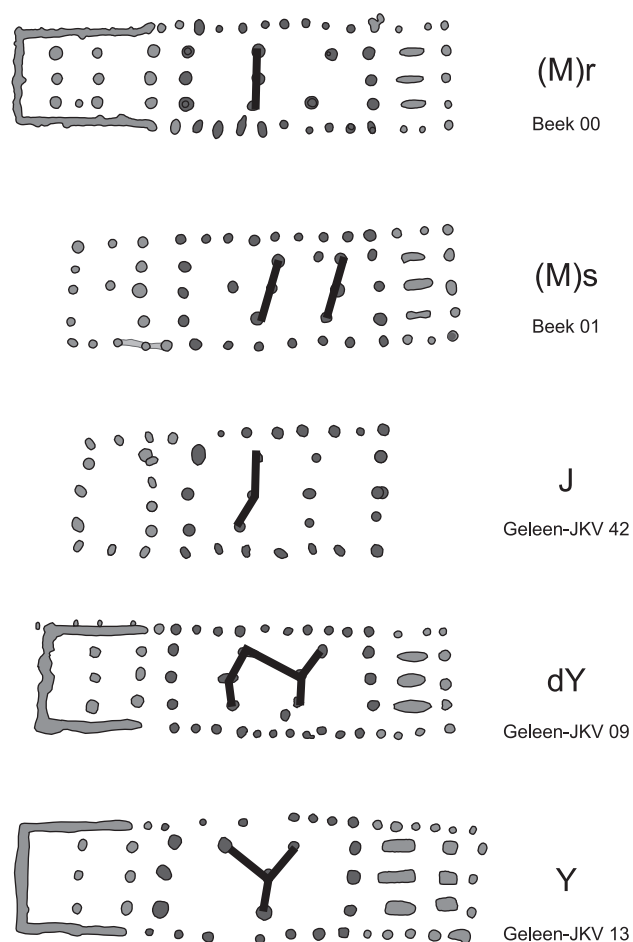 (M)r
Beek 00
(M)s
Beek 01
J
Geleen-JKV 42
dY
Geleen-JKV 09
Y
Geleen-JKV 13